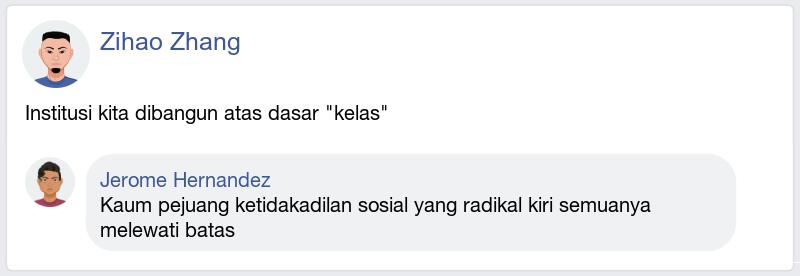 Zihao Zhang
Institusi kita dibangun atas dasar "kelas"
Jerome Hernandez
Kaum pejuang ketidakadilan sosial yang radikal kiri semuanya
melewati batas